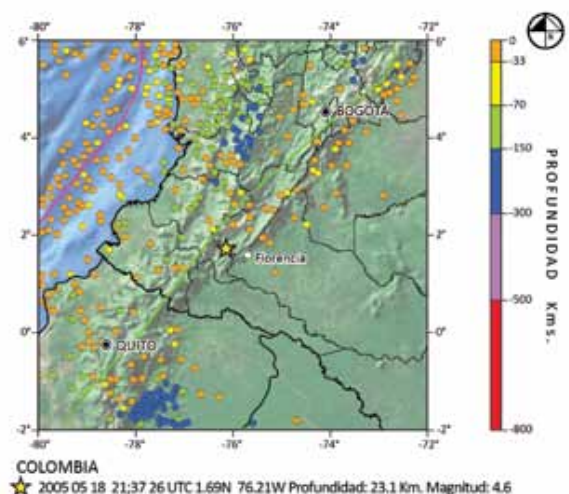 -80° -78° -76° -74° -72°
6° 6°
4° 4°
2° 2°
0° 0°
-2° -2°
-80° -78° -76° -74° -72°
BOGOTÁ
Florencia
QUITO
0
-33
-70
-150
-300
-500
-800
PROFUNDIDAD Kms.
COLOMBIA
2005 05 18 21:37 26 UTC 1.69N 76.21W Profundidad: 23.1 Km. Magnitud: 4.6